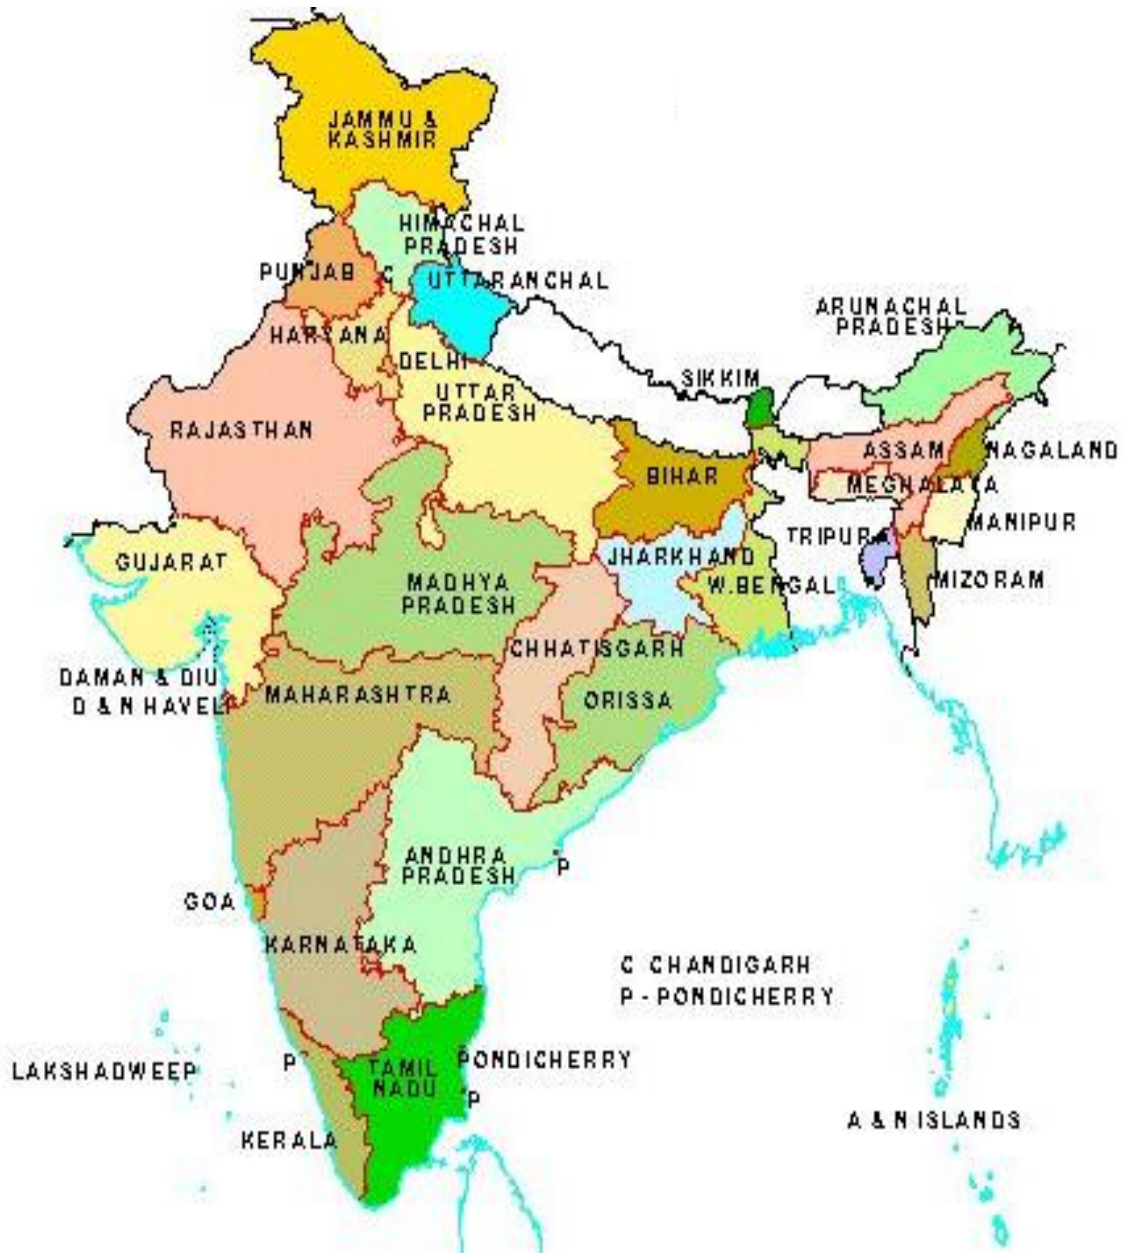 JAMMU &
KASHMIR
HIMACHAL
PRADESH
PUNJAB
C
UTTARANCHAL
ARUNACHAL
PRADESH
HARYANA
DELHI
SIKKIM
UTTAR
PRADESH
RAJASTHAN
ASSAM
NAGALAND
BIHAR
MEGHALAYA
MANIPUR
TRIPURA
GUJARAT
JHARKHAND
MADHYA
PRADESH
W.BENGAL
MIZORAM
CHHATISGARH
DAMAN & DIU
D & N HAVELI
MAHARASHTRA
ORISSA
ANDHRA
PRADESH
P
GOA
KARNATAKA
C CHANDIGARH
P - PONDICHERRY
P
PONDICHERRY
LAKSHADWEEP
TAMIL
NADU
P
A & N ISLANDS
KERALA